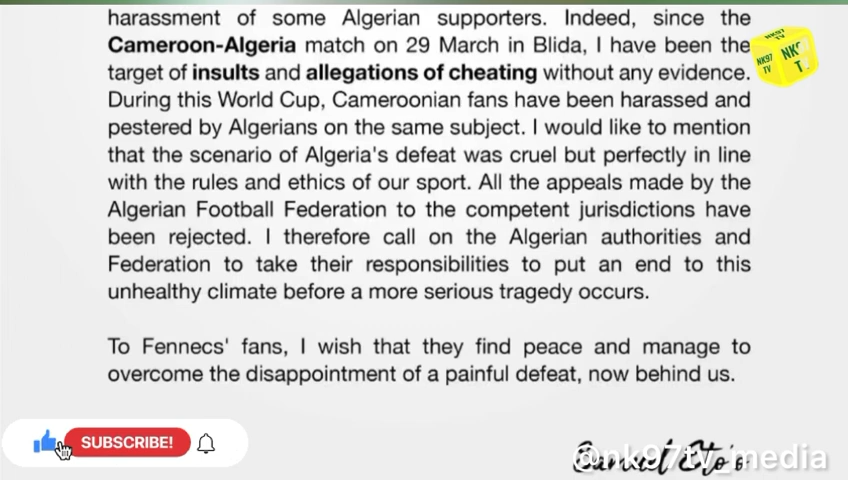 harassment of some Algerian supporters. Indeed, since the
Cameroon-Algeria match on 29 March in Blida, I have been the
target of insults and allegations of cheating without any evidence.
During this World Cup, Cameroonian fans have been harassed and
pestered by Algerians on the same subject. I would like to mention
that the scenario of Algeria's defeat was cruel but perfectly in line
with the rules and ethics of our sport. All the appeals made by the
Algerian Football Federation to the competent jurisdictions have
been rejected. I therefore call on the Algerian authorities and
Federation to take their responsibilities to put an end to this
unhealthy climate before a more serious tragedy occurs.
To Fennecs' fans, I wish that they find peace and manage to
overcome the disappointment of a painful defeat, now behind us.
Samuel Eto'o
@nk97tv_media
SUBSCRIBE!
NK97
TV
NK97
TV
NK97
TV